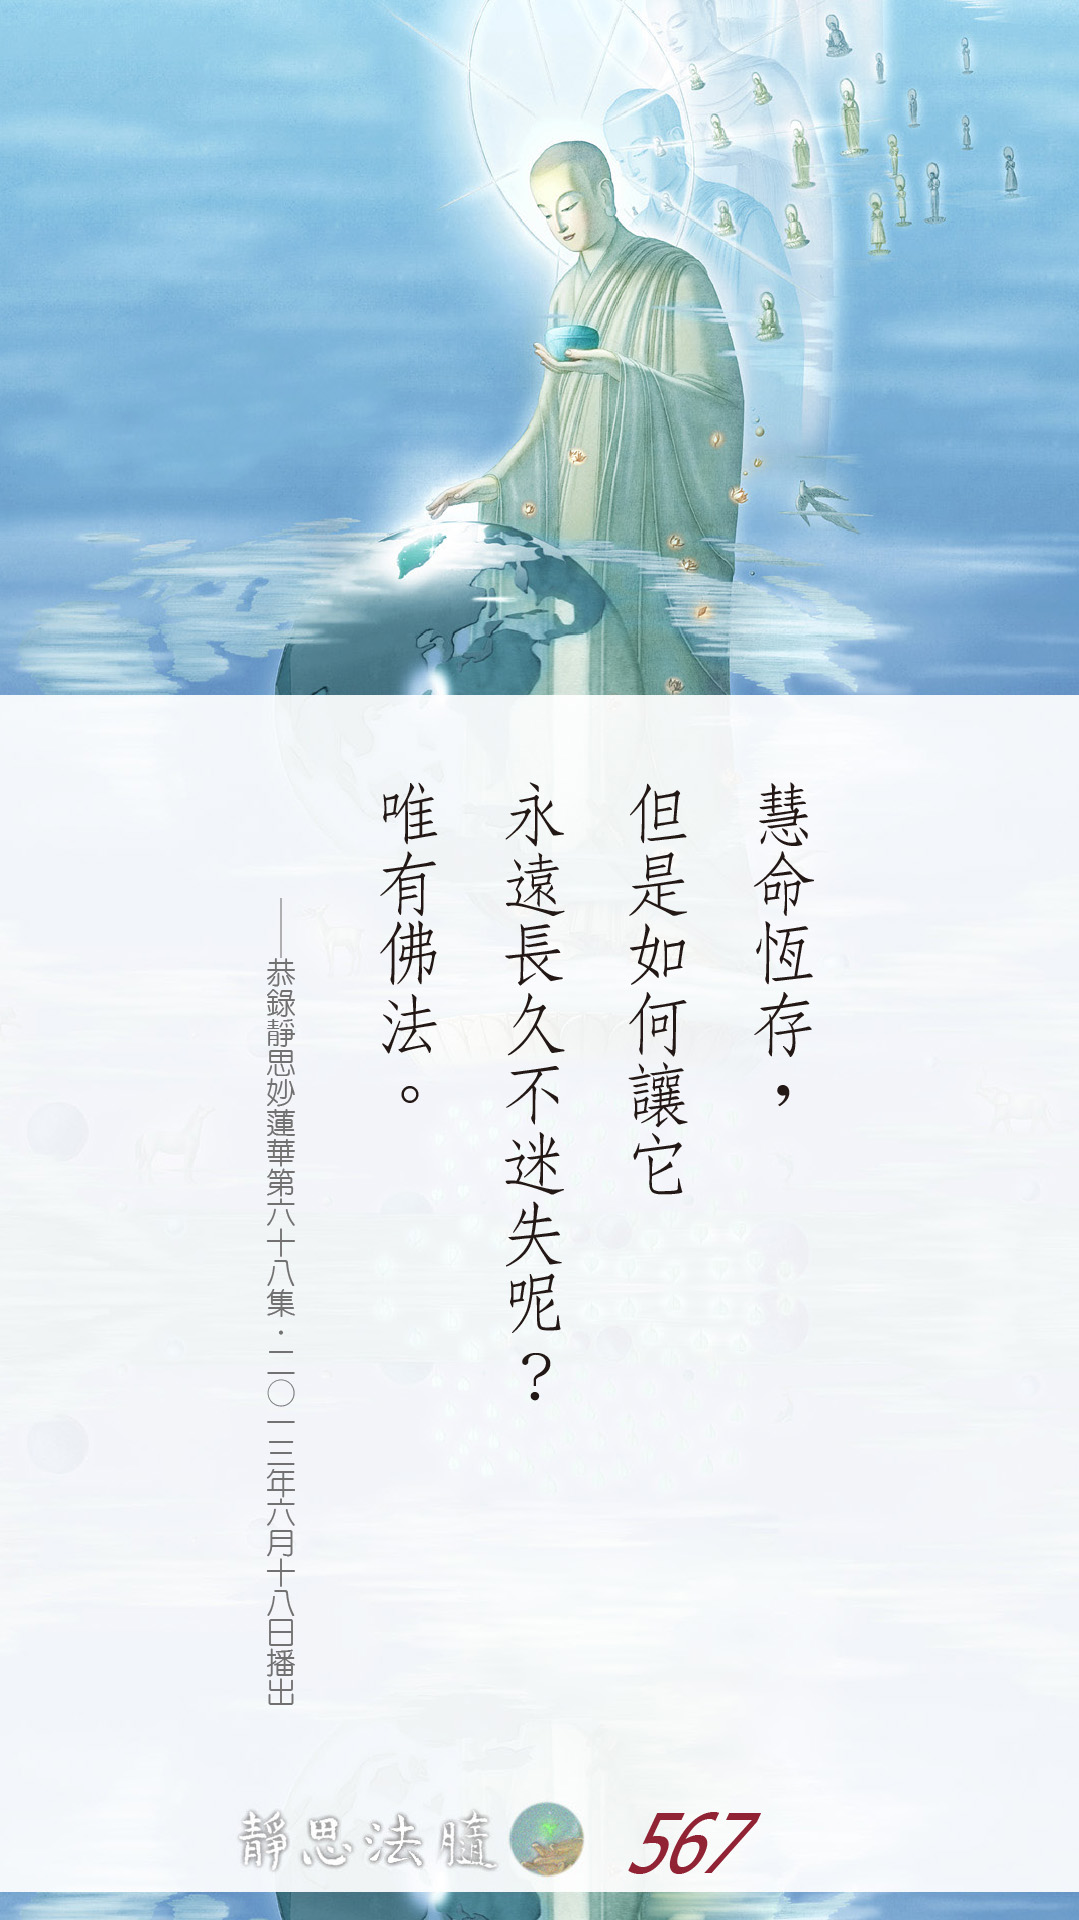 慧命恆存，
但是如何讓它
永遠長久不迷失呢？
唯有佛法。
——恭錄靜思妙蓮華第六十八集．二〇一三年六月十八日播出
靜思法髓
567